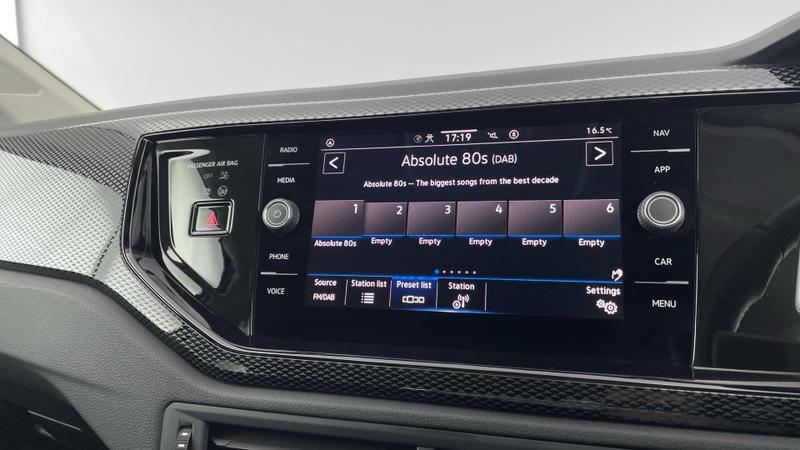 PASSENGER AIR BAG
OFF
RADIO
MEDIA
PHONE
VOICE
17:19
16.5°C
<
Absolute 80s (DAB)
>
Absolute 80s -- The biggest songs from the best decade
1 2 3 4 5 6
Absolute 80s Empty Empty Empty Empty Empty
Source Station list Preset list Station Settings
FM/DAB
NAV
APP
CAR
MENU